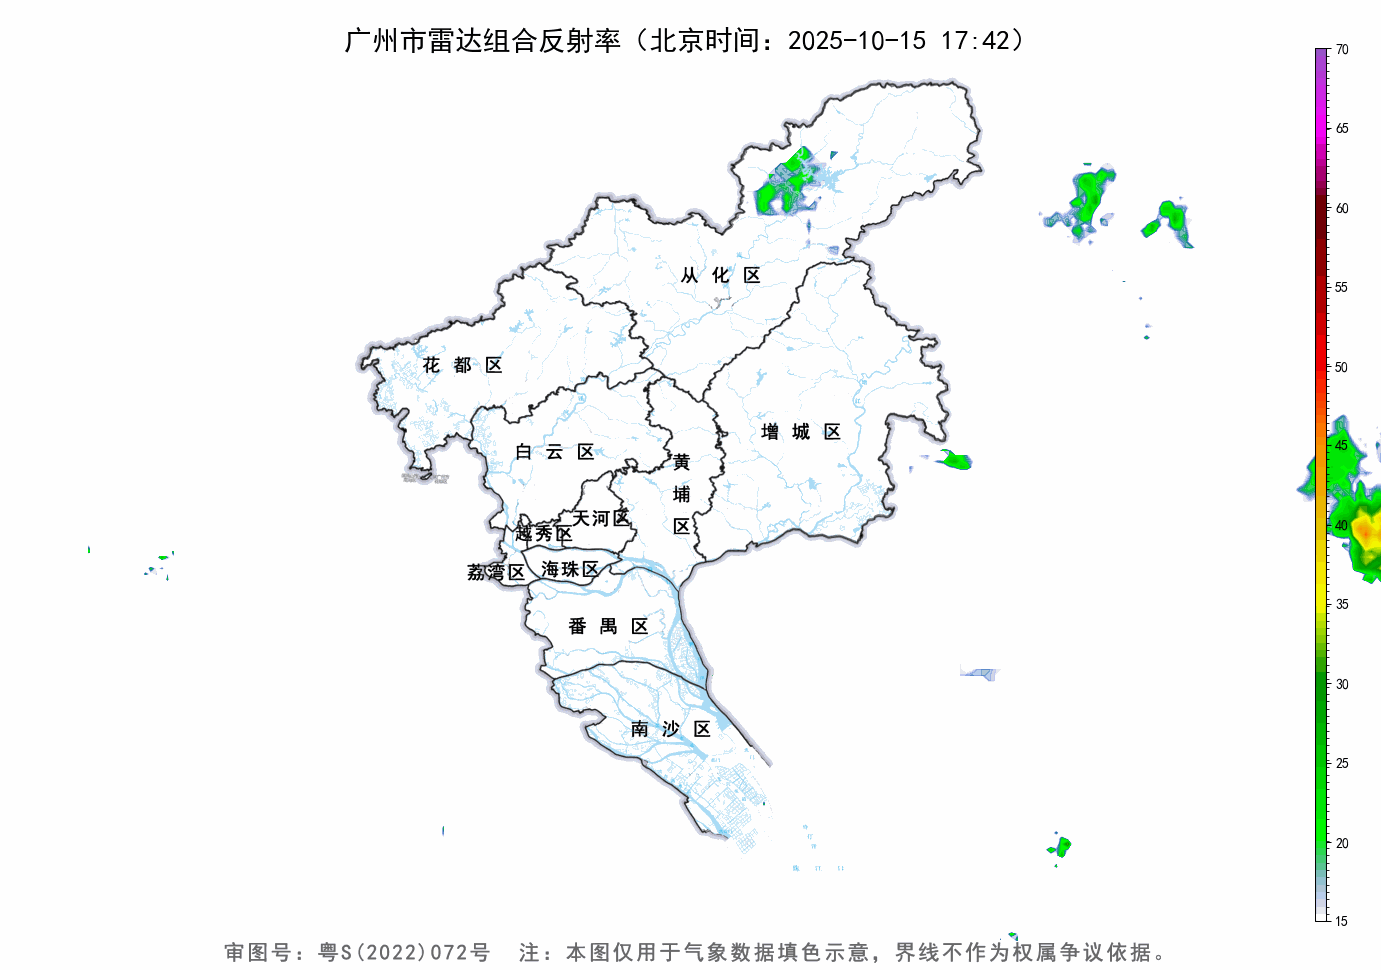 广州市雷达组合反射率（北京时间：2025-10-15 17:42）
70
65
60
55
50
45
40
35
30
25
20
15
从化区
花都区
增城区
白云区
黄埔区
天河区
越秀区
荔湾区
海珠区
番禺区
南沙区
审图号：粤S(2022)072号 注：本图仅用于气象数据填色示意，界线不作为权属争议依据。